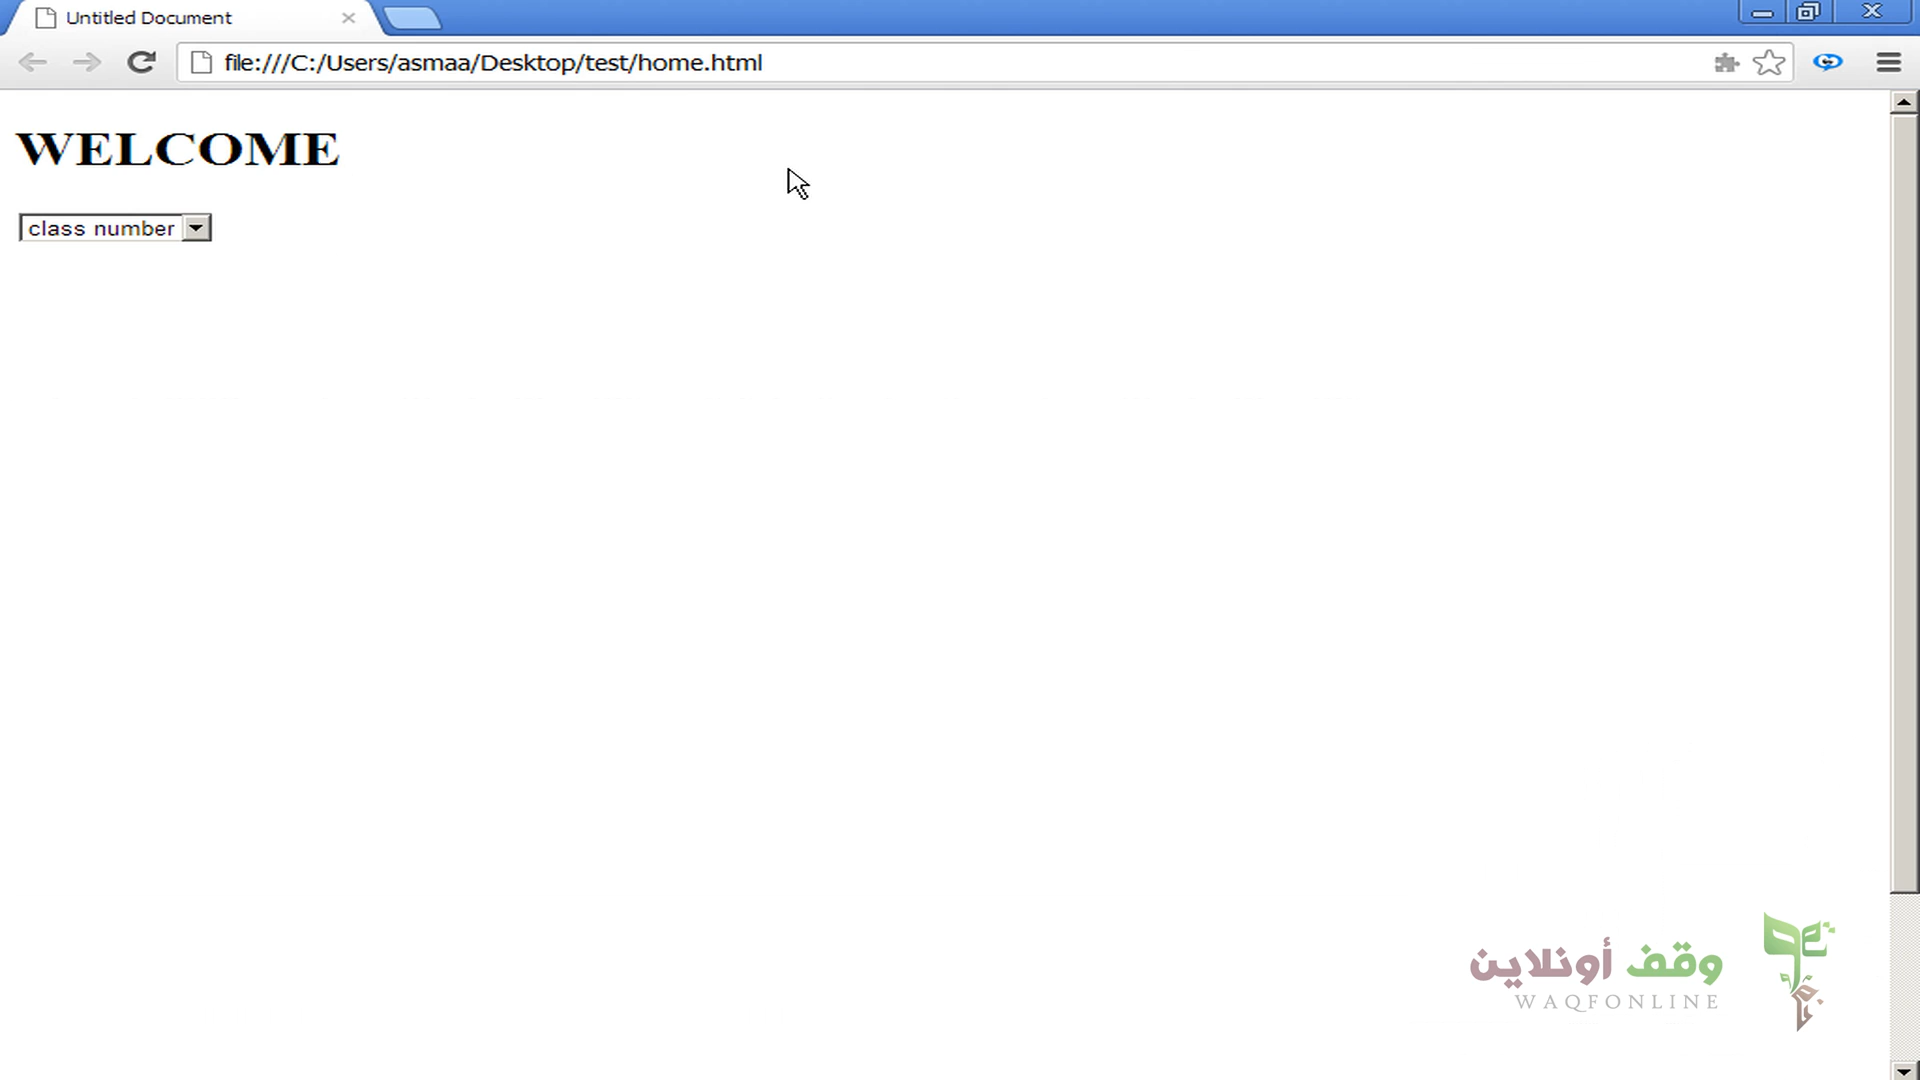 Untitled Document
file:///C:/Users/asmaa/Desktop/test/home.html
WELCOME
class number
وقف أونلاين
WAQFONLINE